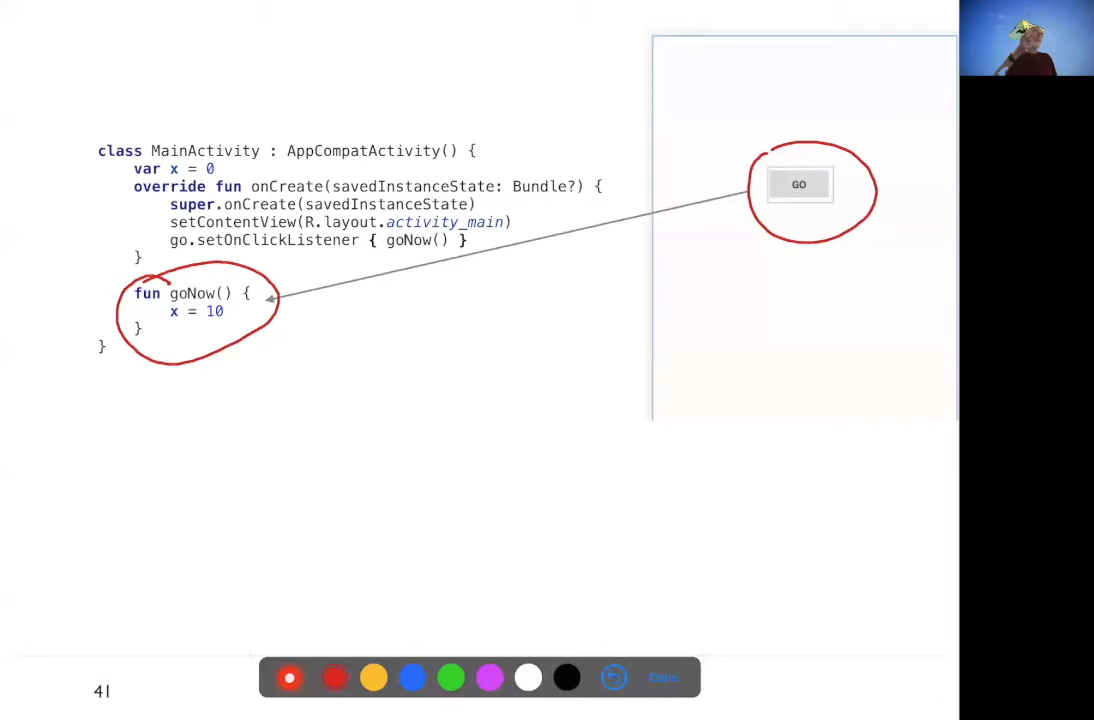 class MainActivity : AppCompatActivity() {
var x = 0
override fun onCreate(savedInstanceState: Bundle?) {
super.onCreate(savedInstanceState)
setContentView(R.layout.activity_main)
go.setOnClickListener { goNow() }
}
fun goNow() {
x = 10
}
}
GO
41
Done